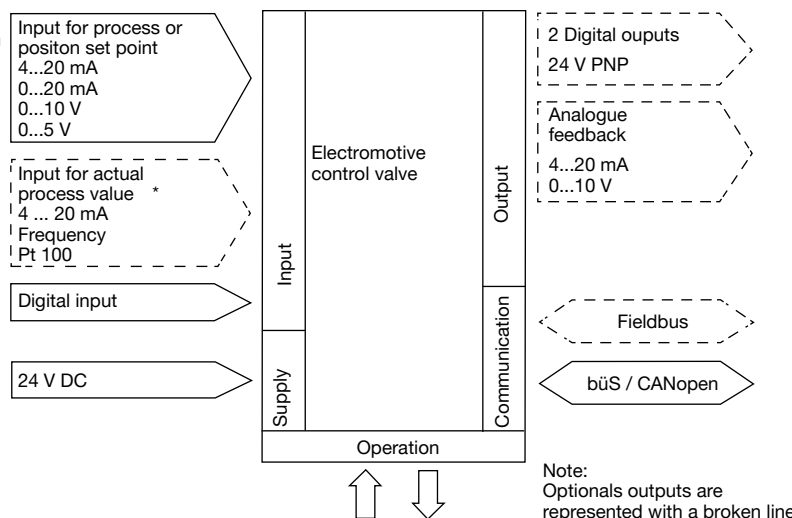 Input for process or
positon set point
4...20 mA
0...20 mA
0...10 V
0...5 V
Input for actual
process value *
4 ... 20 mA
Frequency
Pt 100
Digital input
24 V DC
Input
Supply
Electromotive
control valve
Output
Communication
Operation
2 Digital ouputs
24 V PNP
Analogue
feedback
4...20 mA
0...10 V
Fieldbus
büS / CANopen
Note:
Optionals outputs are
represented with a broken line